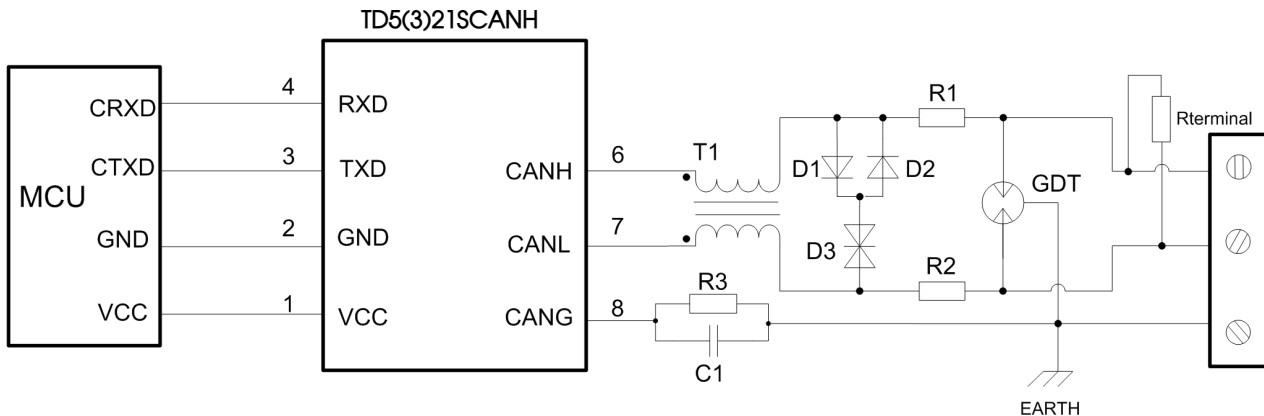 TD5(3)21SCANH
MCU
CRXD
4
RXD
CTXD
3
TXD
GND
2
GND
VCC
1
VCC
CANH
6
CANL
7
CANG
8
T1
D1
D2
D3
R1
R2
GDT
R3
C1
Rterminal
EARTH